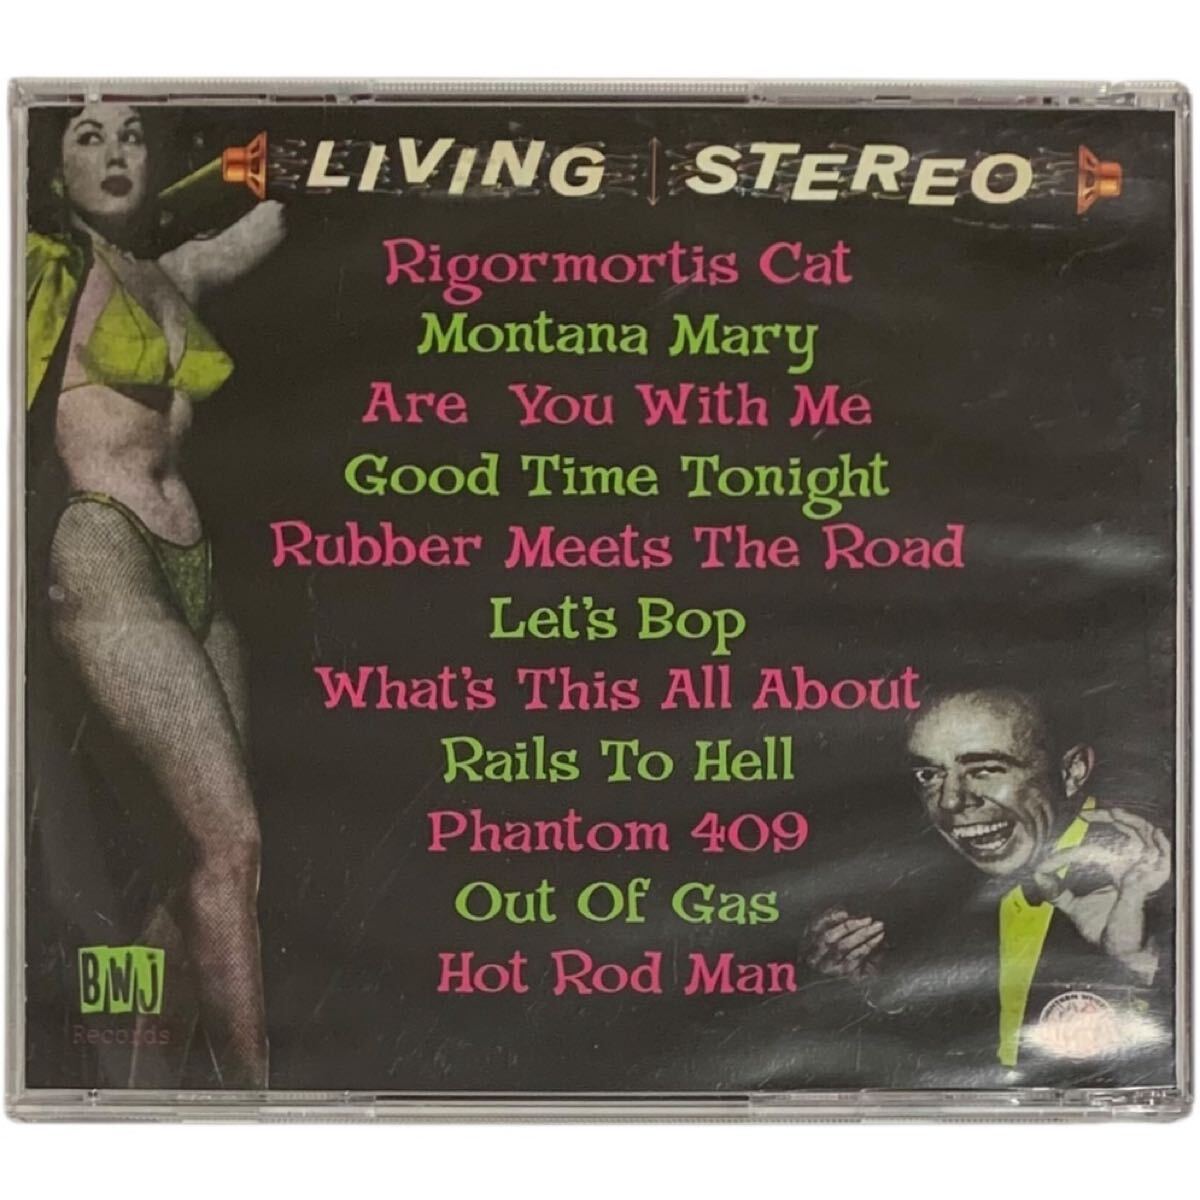 LIVING STEREO
Rigormortis Cat
Montana Mary
Are You With Me
Good Time Tonight
Rubber Meets The Road
Let's Bop
What's This All About
Rails To Hell
Phantom 409
Out Of Gas
Hot Rod Man
BWJ
Records